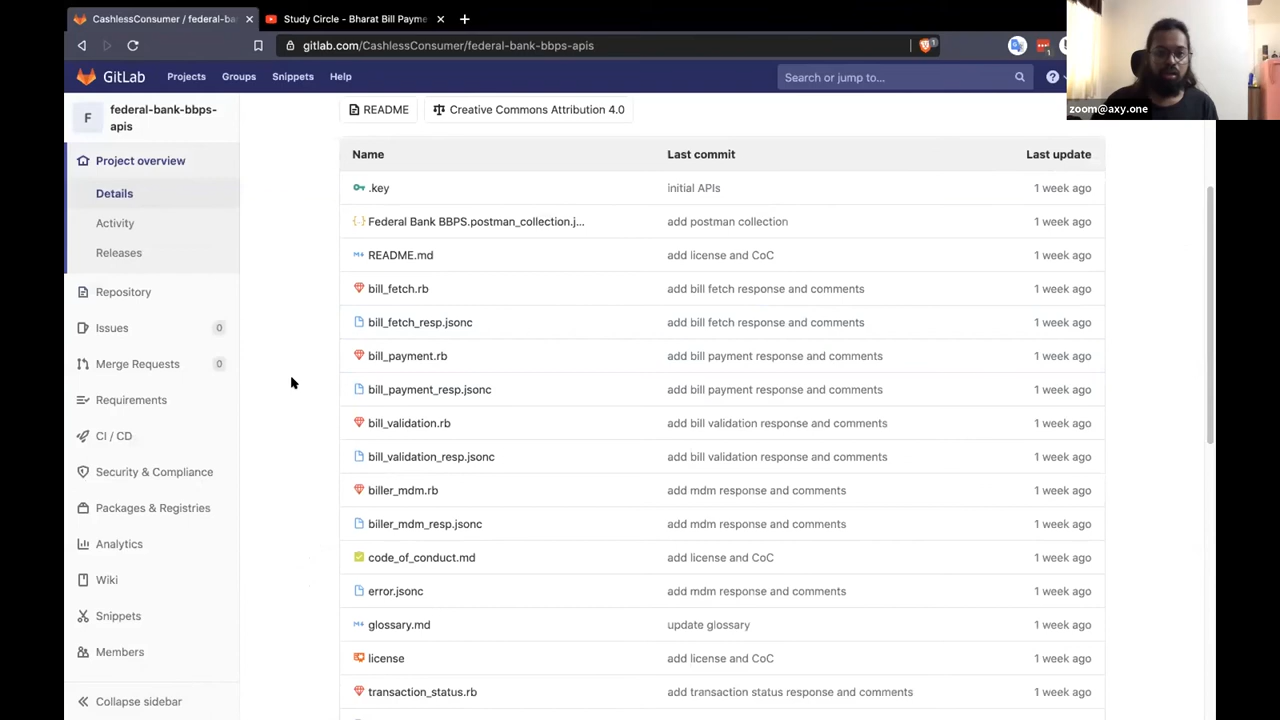 CashlessConsumer / federal-ba
Study Circle - Bharat Bill Payme
gitlab.com/CashlessConsumer/federal-bank-bbps-apis
1
1
GitLab
Projects
Groups
Snippets
Help
Search or jump to...
zoom@axy.one
F
federal-bank-bbps-
apis
Project overview
Details
Activity
Releases
Repository
Issues 0
Merge Requests 0
Requirements
CI / CD
Security & Compliance
Packages & Registries
Analytics
Wiki
Snippets
Members
Collapse sidebar
README
Creative Commons Attribution 4.0
Name Last commit Last update
.key initial APIs 1 week ago
Federal Bank BBPS.postman_collection.j... add postman collection 1 week ago
README.md add license and CoC 1 week ago
bill_fetch.rb add bill fetch response and comments 1 week ago
bill_fetch_resp.jsonc add bill fetch response and comments 1 week ago
bill_payment.rb add bill payment response and comments 1 week ago
bill_payment_resp.jsonc add bill payment response and comments 1 week ago
bill_validation.rb add bill validation response and comments 1 week ago
bill_validation_resp.jsonc add bill validation response and comments 1 week ago
biller_mdm.rb add mdm response and comments 1 week ago
biller_mdm_resp.jsonc add mdm response and comments 1 week ago
code_of_conduct.md add license and CoC 1 week ago
error.jsonc add mdm response and comments 1 week ago
glossary.md update glossary 1 week ago
license add license and CoC 1 week ago
transaction_status.rb add transaction status response and comments 1 week ago